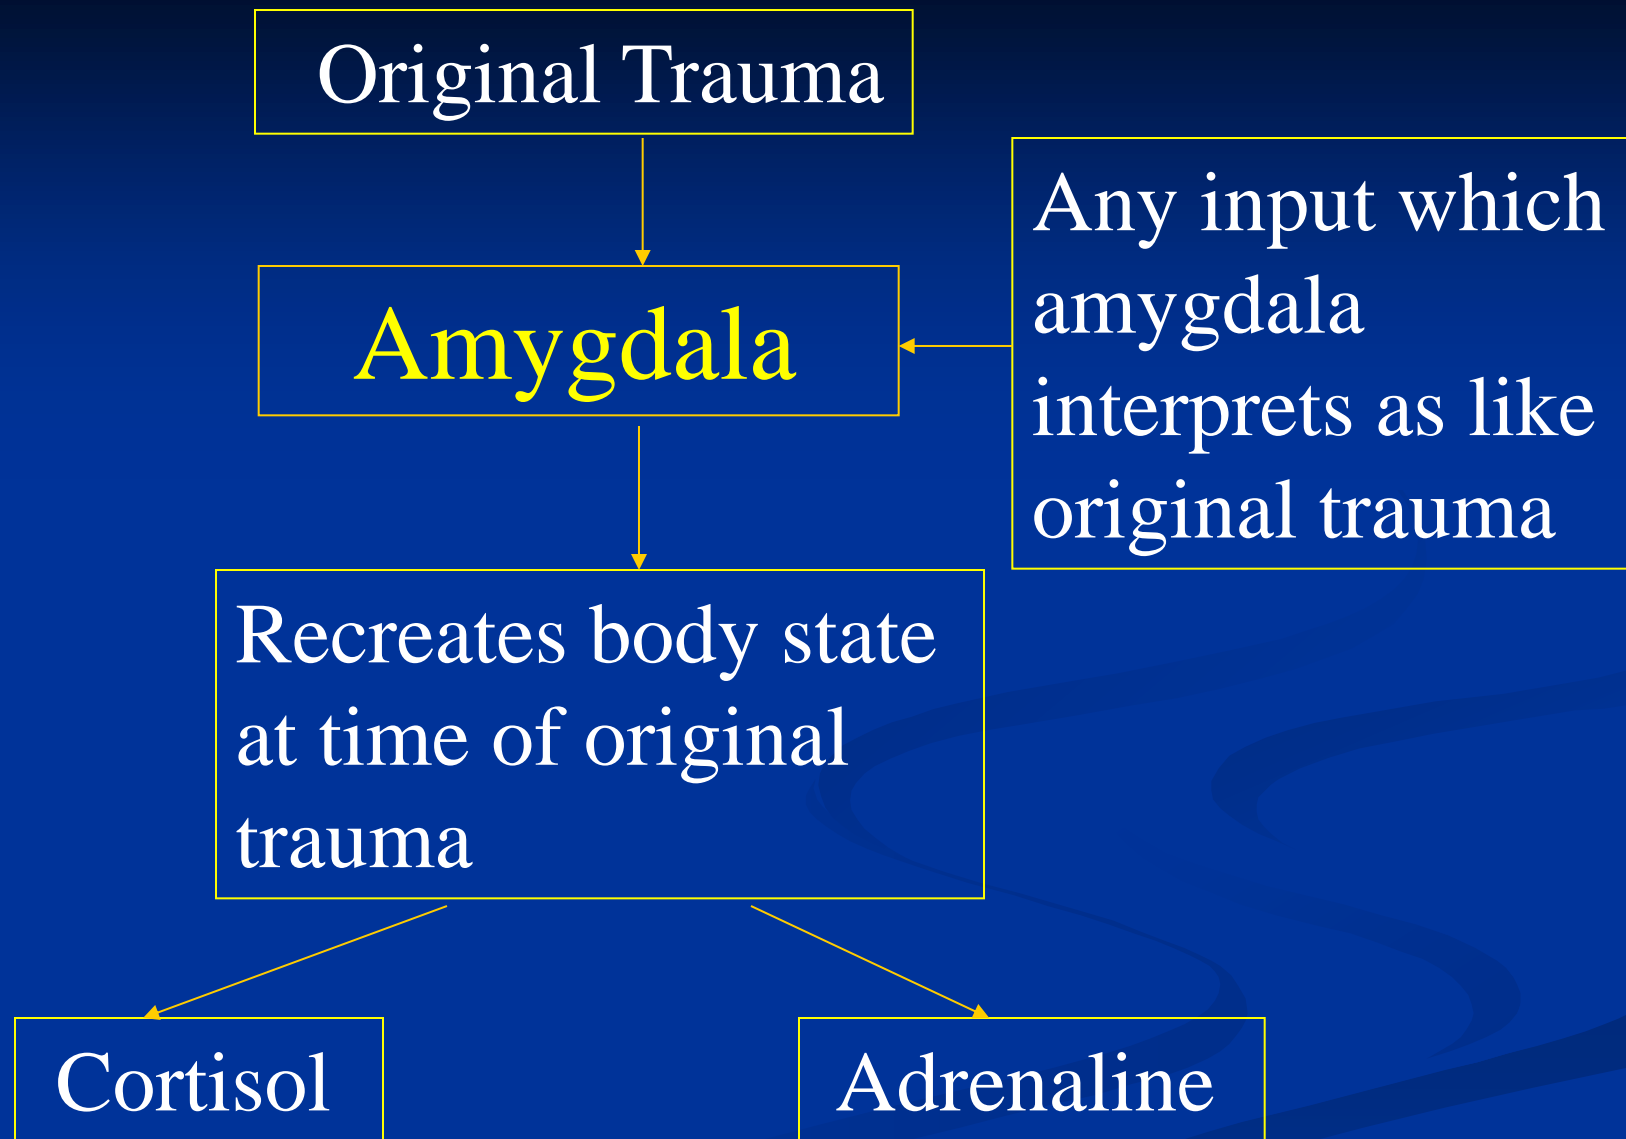 Original Trauma
Any input which
amygdala
interprets as like
original trauma
Amygdala
Recreates body state
at time of original
trauma
Cortisol
Adrenaline